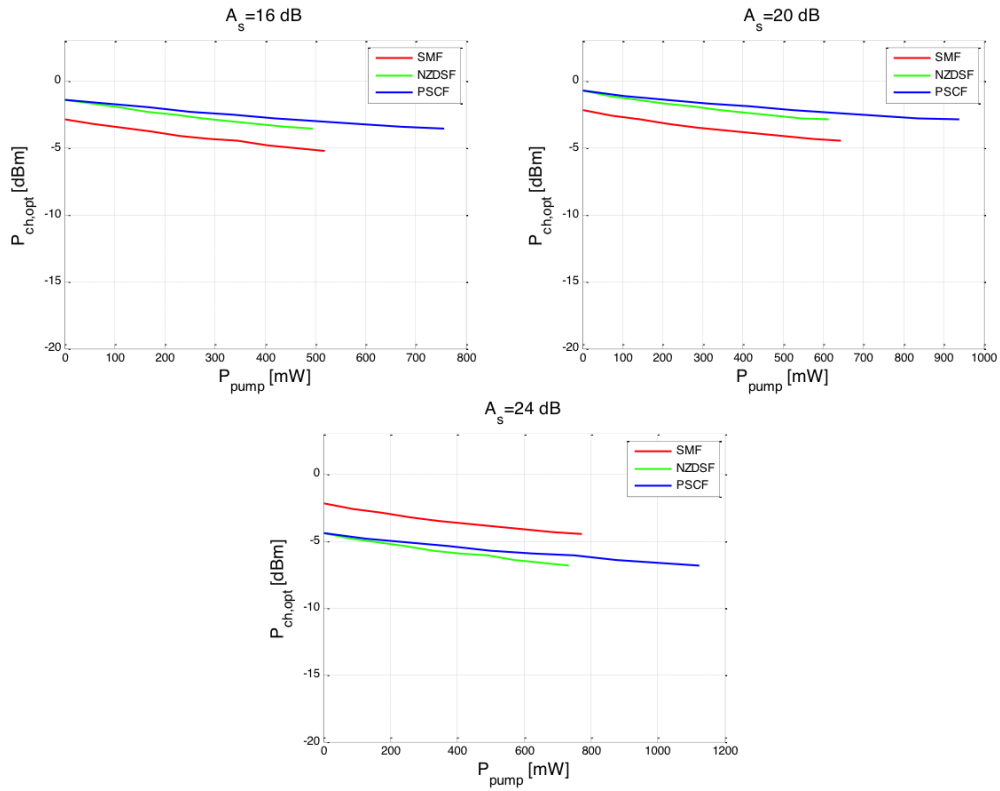 A_s=16 dB
SMF
NZDSF
PSCF
0
-5
-10
-15
-20
P_ch,opt [dBm]
0 100 200 300 400 500 600 700 800
P_pump [mW]
A_s=20 dB
SMF
NZDSF
PSCF
0
-5
-10
-15
-20
P_ch,opt [dBm]
0 100 200 300 400 500 600 700 800 900 1000
P_pump [mW]
A_s=24 dB
SMF
NZDSF
PSCF
0
-5
-10
-15
-20
P_ch,opt [dBm]
0 200 400 600 800 1000 1200
P_pump [mW]